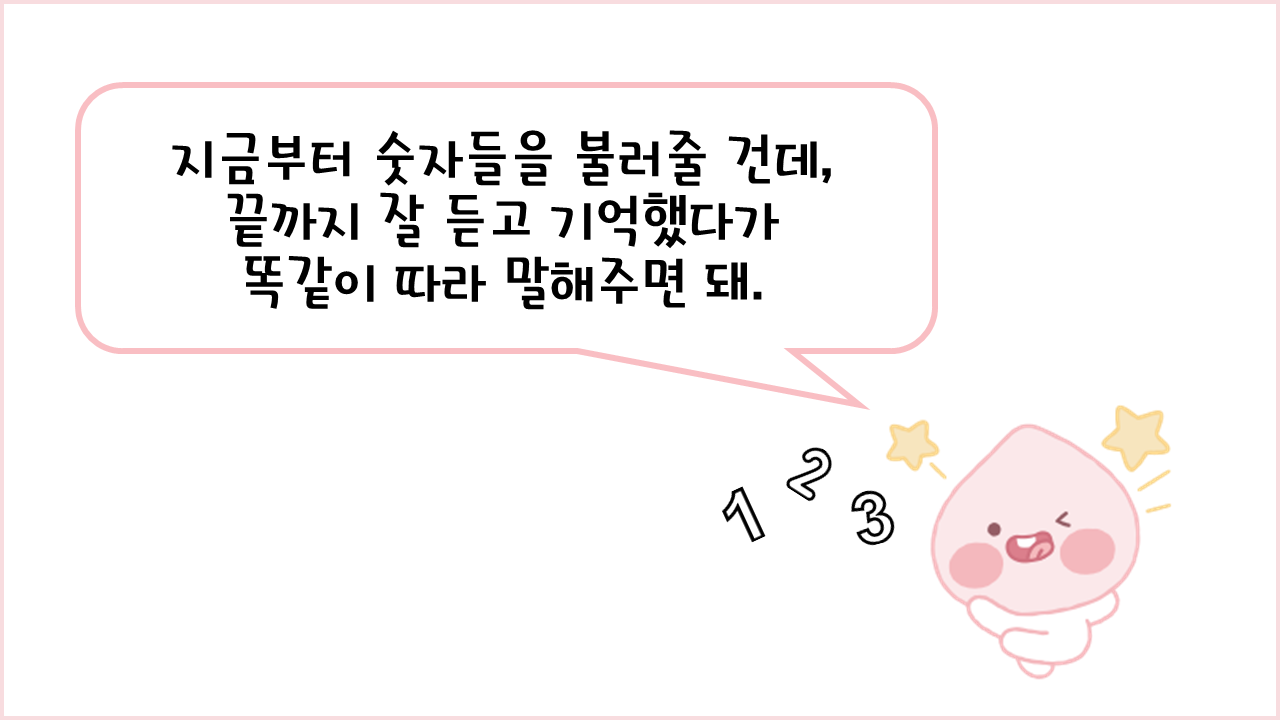 지금부터 숫자들을 불러줄 건데,
끝까지 잘 듣고 기억했다가
똑같이 따라 말해주면 돼.
1 2 3